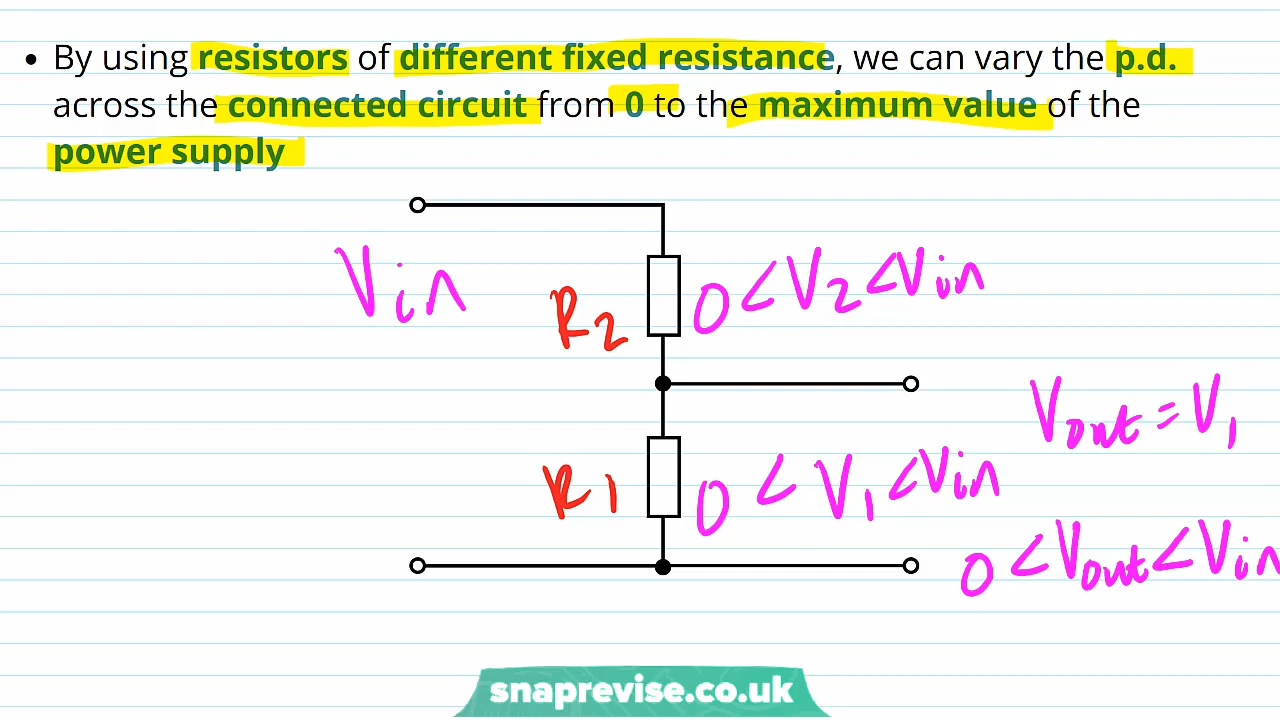 • By using resistors of different fixed resistance, we can vary the p.d.
across the connected circuit from 0 to the maximum value of the
power supply
Vin
R2
0 < V2 < Vin
Vout = V1
R1
0 < V1 < Vin
0 < Vout < Vin
snaprevise.co.uk